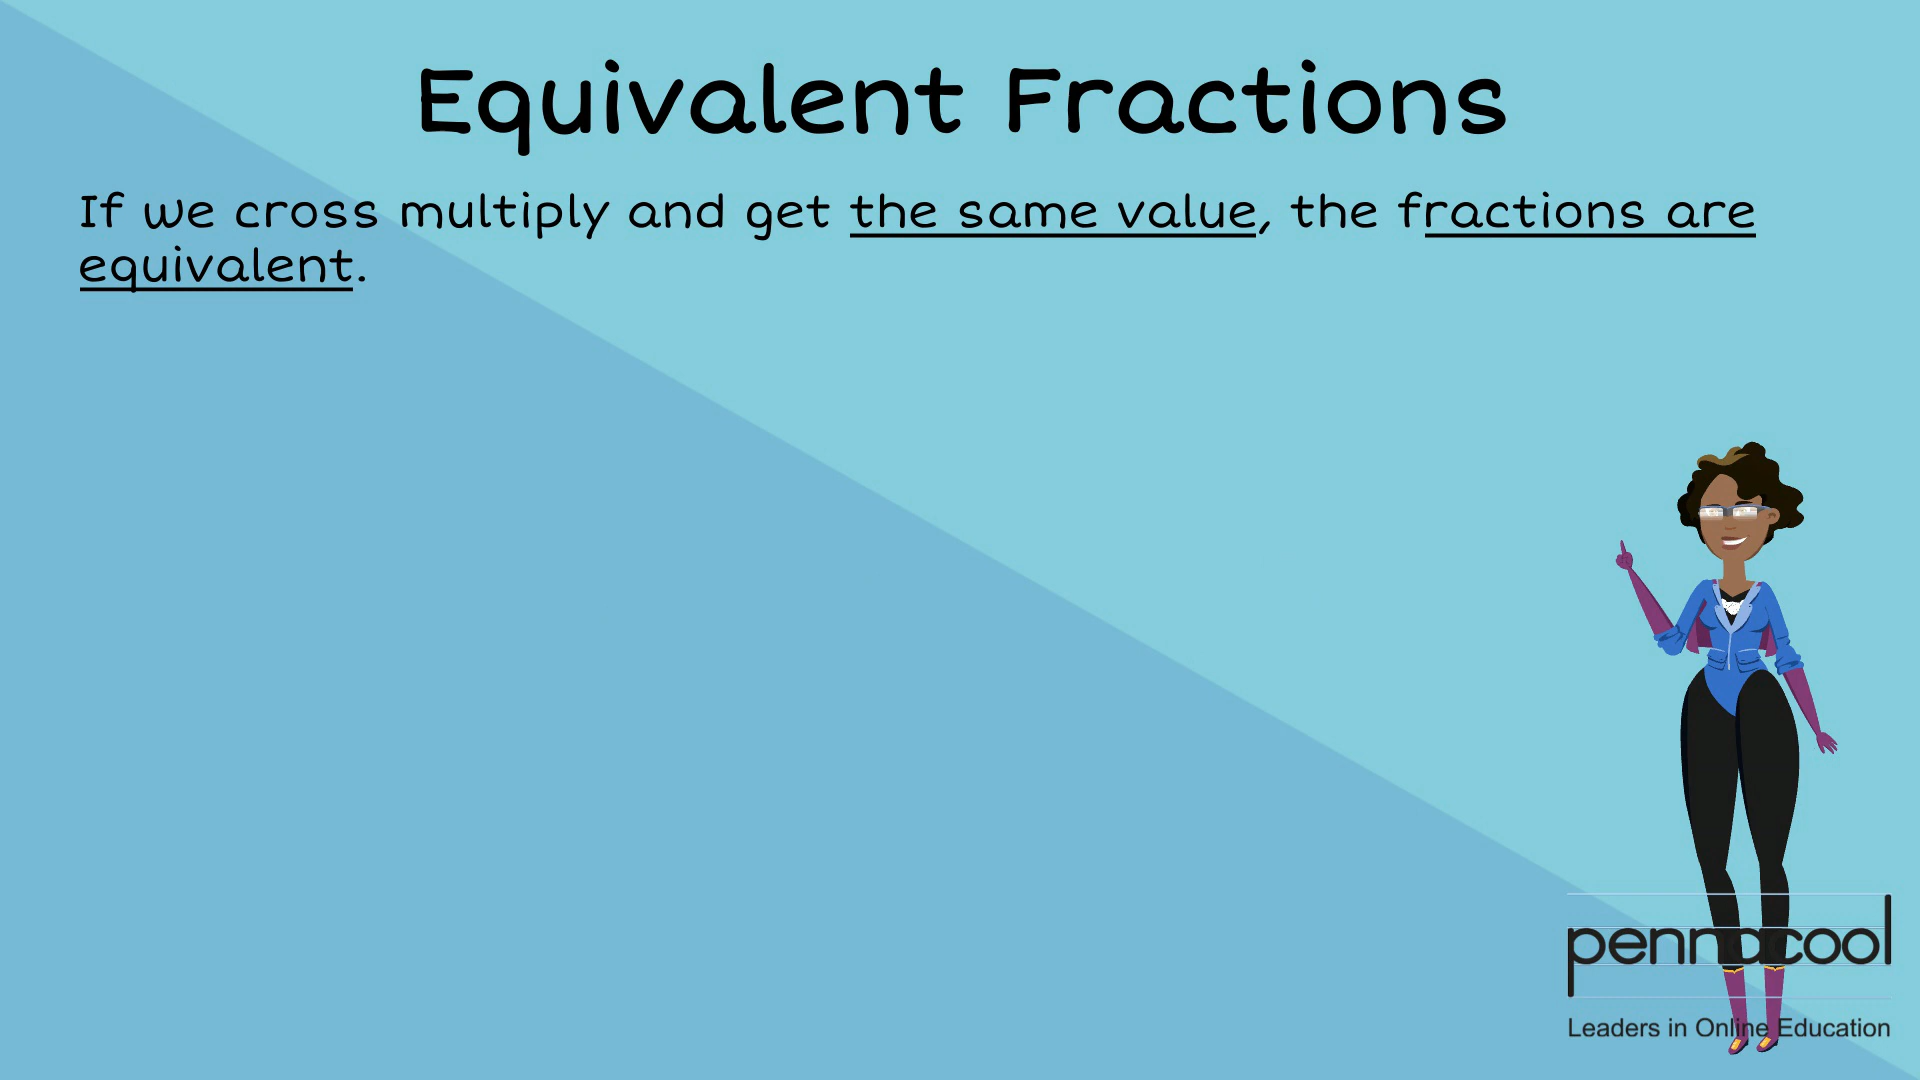 Equivalent Fractions
If we cross multiply and get the same value, the fractions are
equivalent.
pennacool
Leaders in Online Education